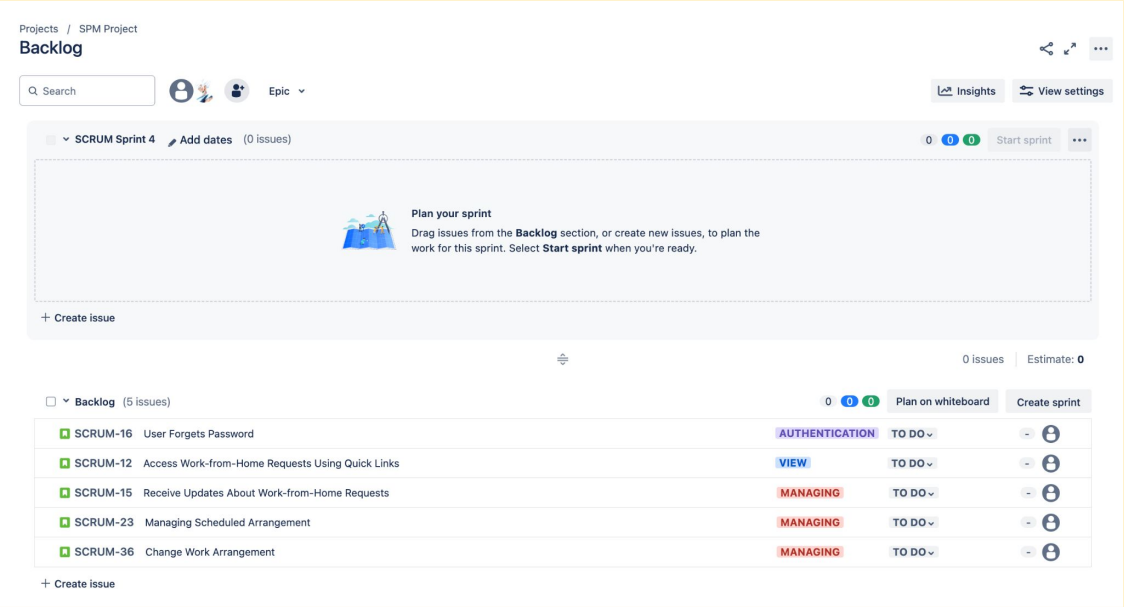 Projects / SPM Project
Backlog
Search
Epic
Insights
View settings
SCRUM Sprint 4 Add dates (0 issues) 0 0 0 Start sprint
Plan your sprint
Drag issues from the Backlog section, or create new issues, to plan the
work for this sprint. Select Start sprint when you're ready.
+ Create issue
0 issues Estimate: 0
Backlog (5 issues) 0 0 0 Plan on whiteboard Create sprint
SCRUM-16 User Forgets Password AUTHENTICATION TO DO -
SCRUM-12 Access Work-from-Home Requests Using Quick Links VIEW TO DO -
SCRUM-15 Receive Updates About Work-from-Home Requests MANAGING TO DO -
SCRUM-23 Managing Scheduled Arrangement MANAGING TO DO -
SCRUM-36 Change Work Arrangement MANAGING TO DO -
+ Create issue